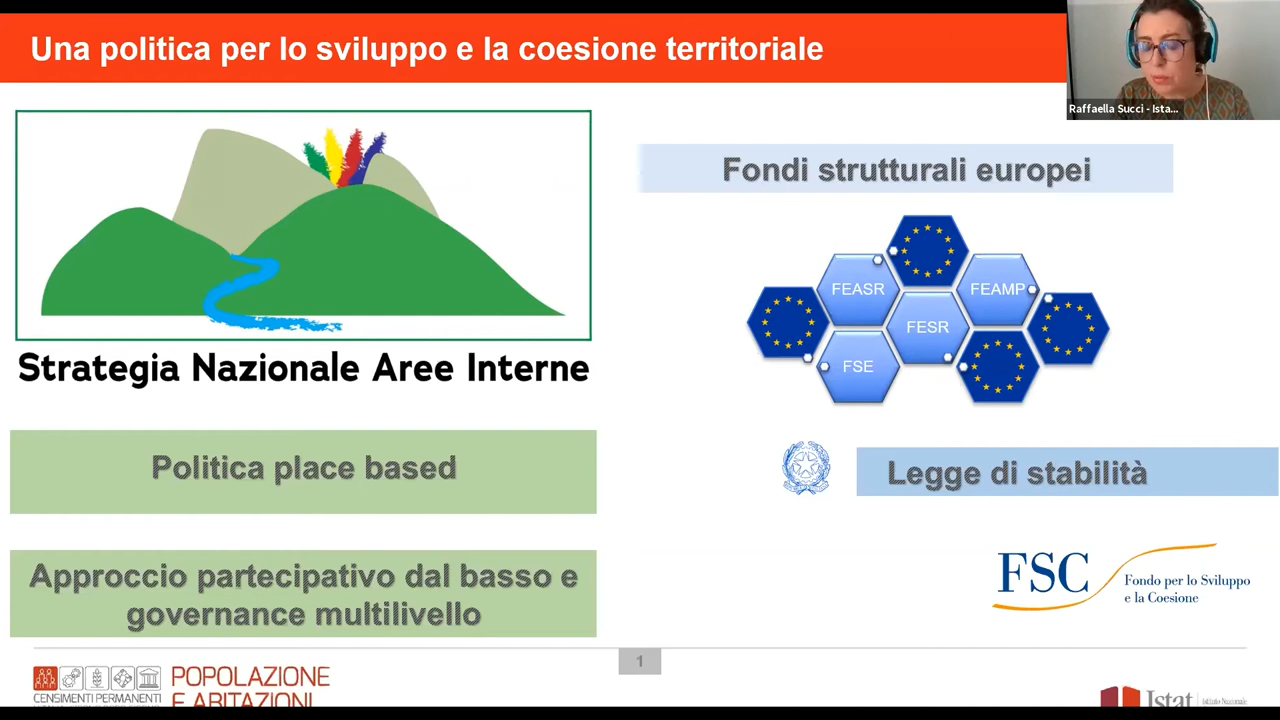 Una politica per lo sviluppo e la coesione territoriale
Raffaella Succi - Ista...
Strategia Nazionale Aree Interne
Politica place based
Approccio partecipativo dal basso e
governance multilivello
Fondi strutturali europei
FEASR
FEAMP
FESR
FSE
Legge di stabilità
FSC
Fondo per lo Sviluppo
e la Coesione
1
CENSIMENTI PERMANENTI
POPOLAZIONE
E ABITAZIONI
Istat